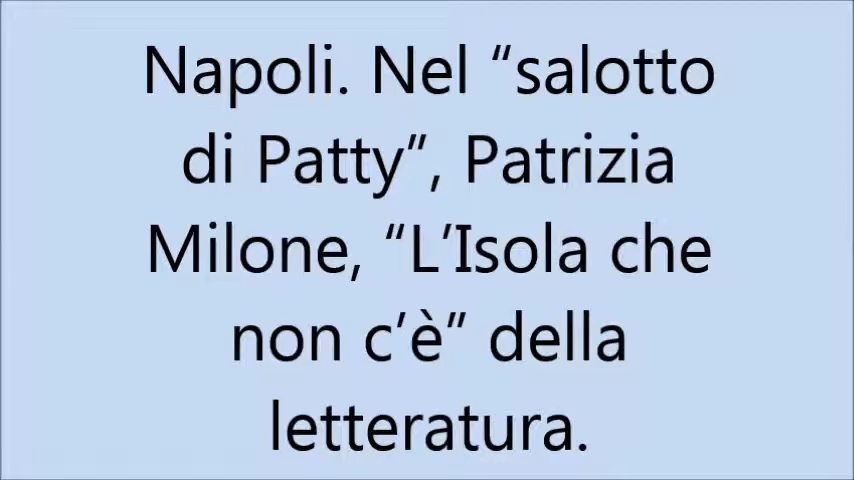 Napoli. Nel “salotto
di Patty”, Patrizia
Milone, “L’Isola che
non c’è” della
letteratura.